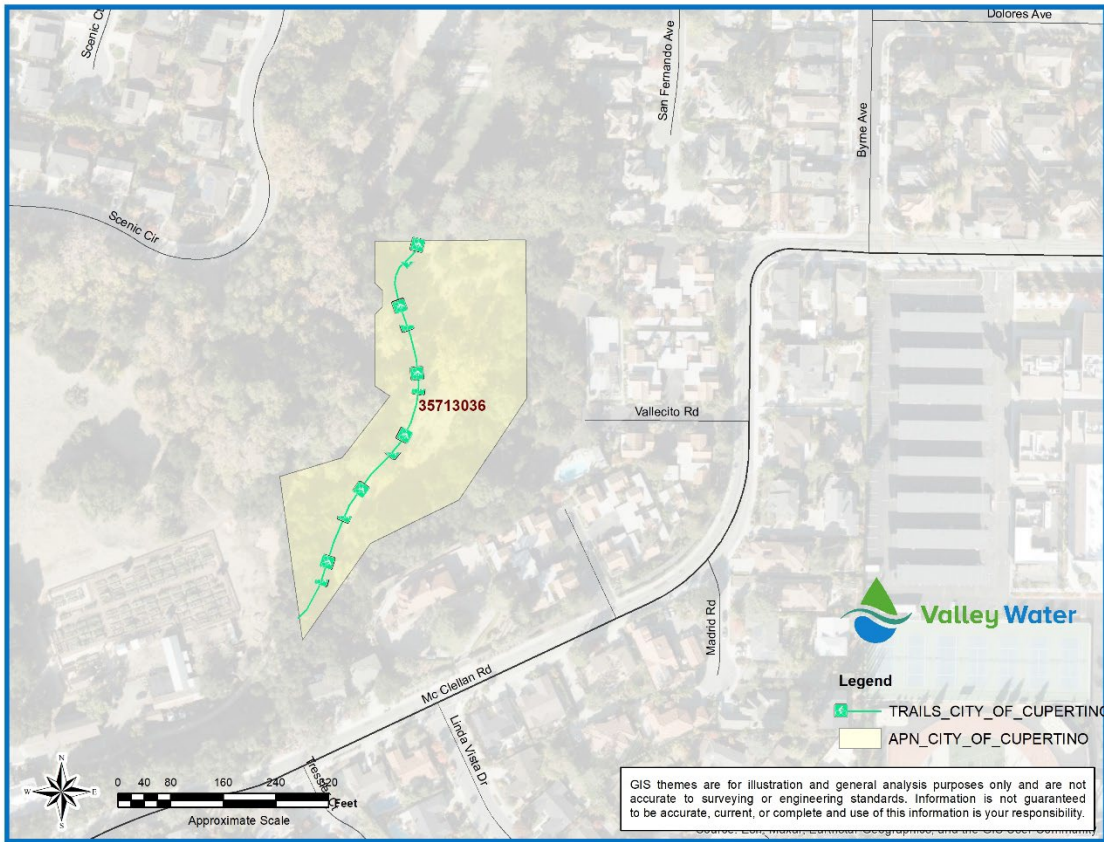 Dolores Ave
Scenic Ct
San Fernando Ave
Byrne Ave
Scenic Cir
35713036
Vallecito Rd
Madrid Rd
Mc Clellan Rd
Linda Vista Dr
Valley Water
Legend
TRAILS_CITY_OF_CUPERTINO
APN_CITY_OF_CUPERTINO
N
W E
S
0 40 80 160 240 320
Feet
Approximate Scale
GIS themes are for illustration and general analysis purposes only and are not
accurate to surveying or engineering standards. Information is not guaranteed
to be accurate, current, or complete and use of this information is your responsibility.